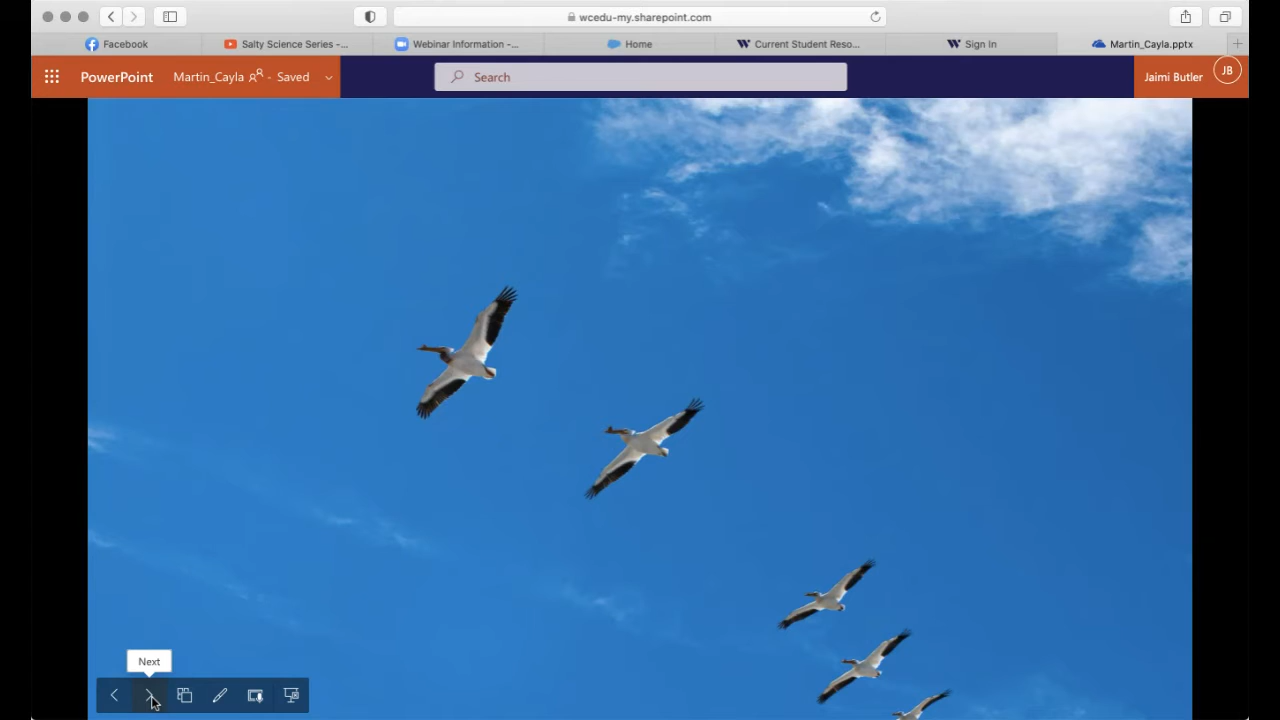 wcedu-my.sharepoint.com
Facebook
Salty Science Series -...
Webinar Information -...
Home
Current Student Reso...
Sign In
Martin_Cayla.pptx
PowerPoint
Martin_Cayla - Saved
Search
Jaimi Butler
JB
Next